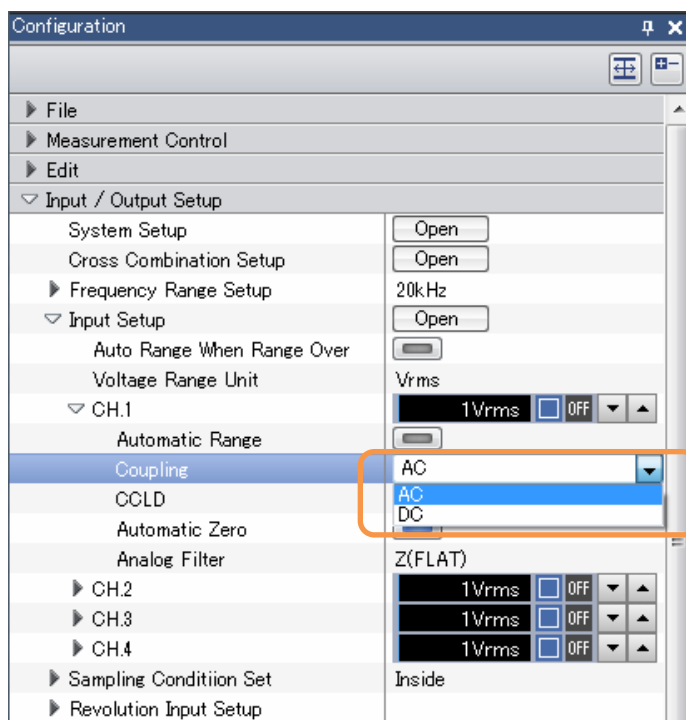 Configuration
File
Measurement Control
Edit
Input / Output Setup
System Setup Open
Cross Combination Setup Open
Frequency Range Setup 20kHz
Input Setup Open
Auto Range When Range Over
Voltage Range Unit Vrms
CH.1 1Vrms OFF
Automatic Range
Coupling AC
AC
CCLD DC
Automatic Zero
Analog Filter Z(FLAT)
CH.2 1Vrms OFF
CH.3 1Vrms OFF
CH.4 1Vrms OFF
Sampling Conditiion Set Inside
Revolution Input Setup